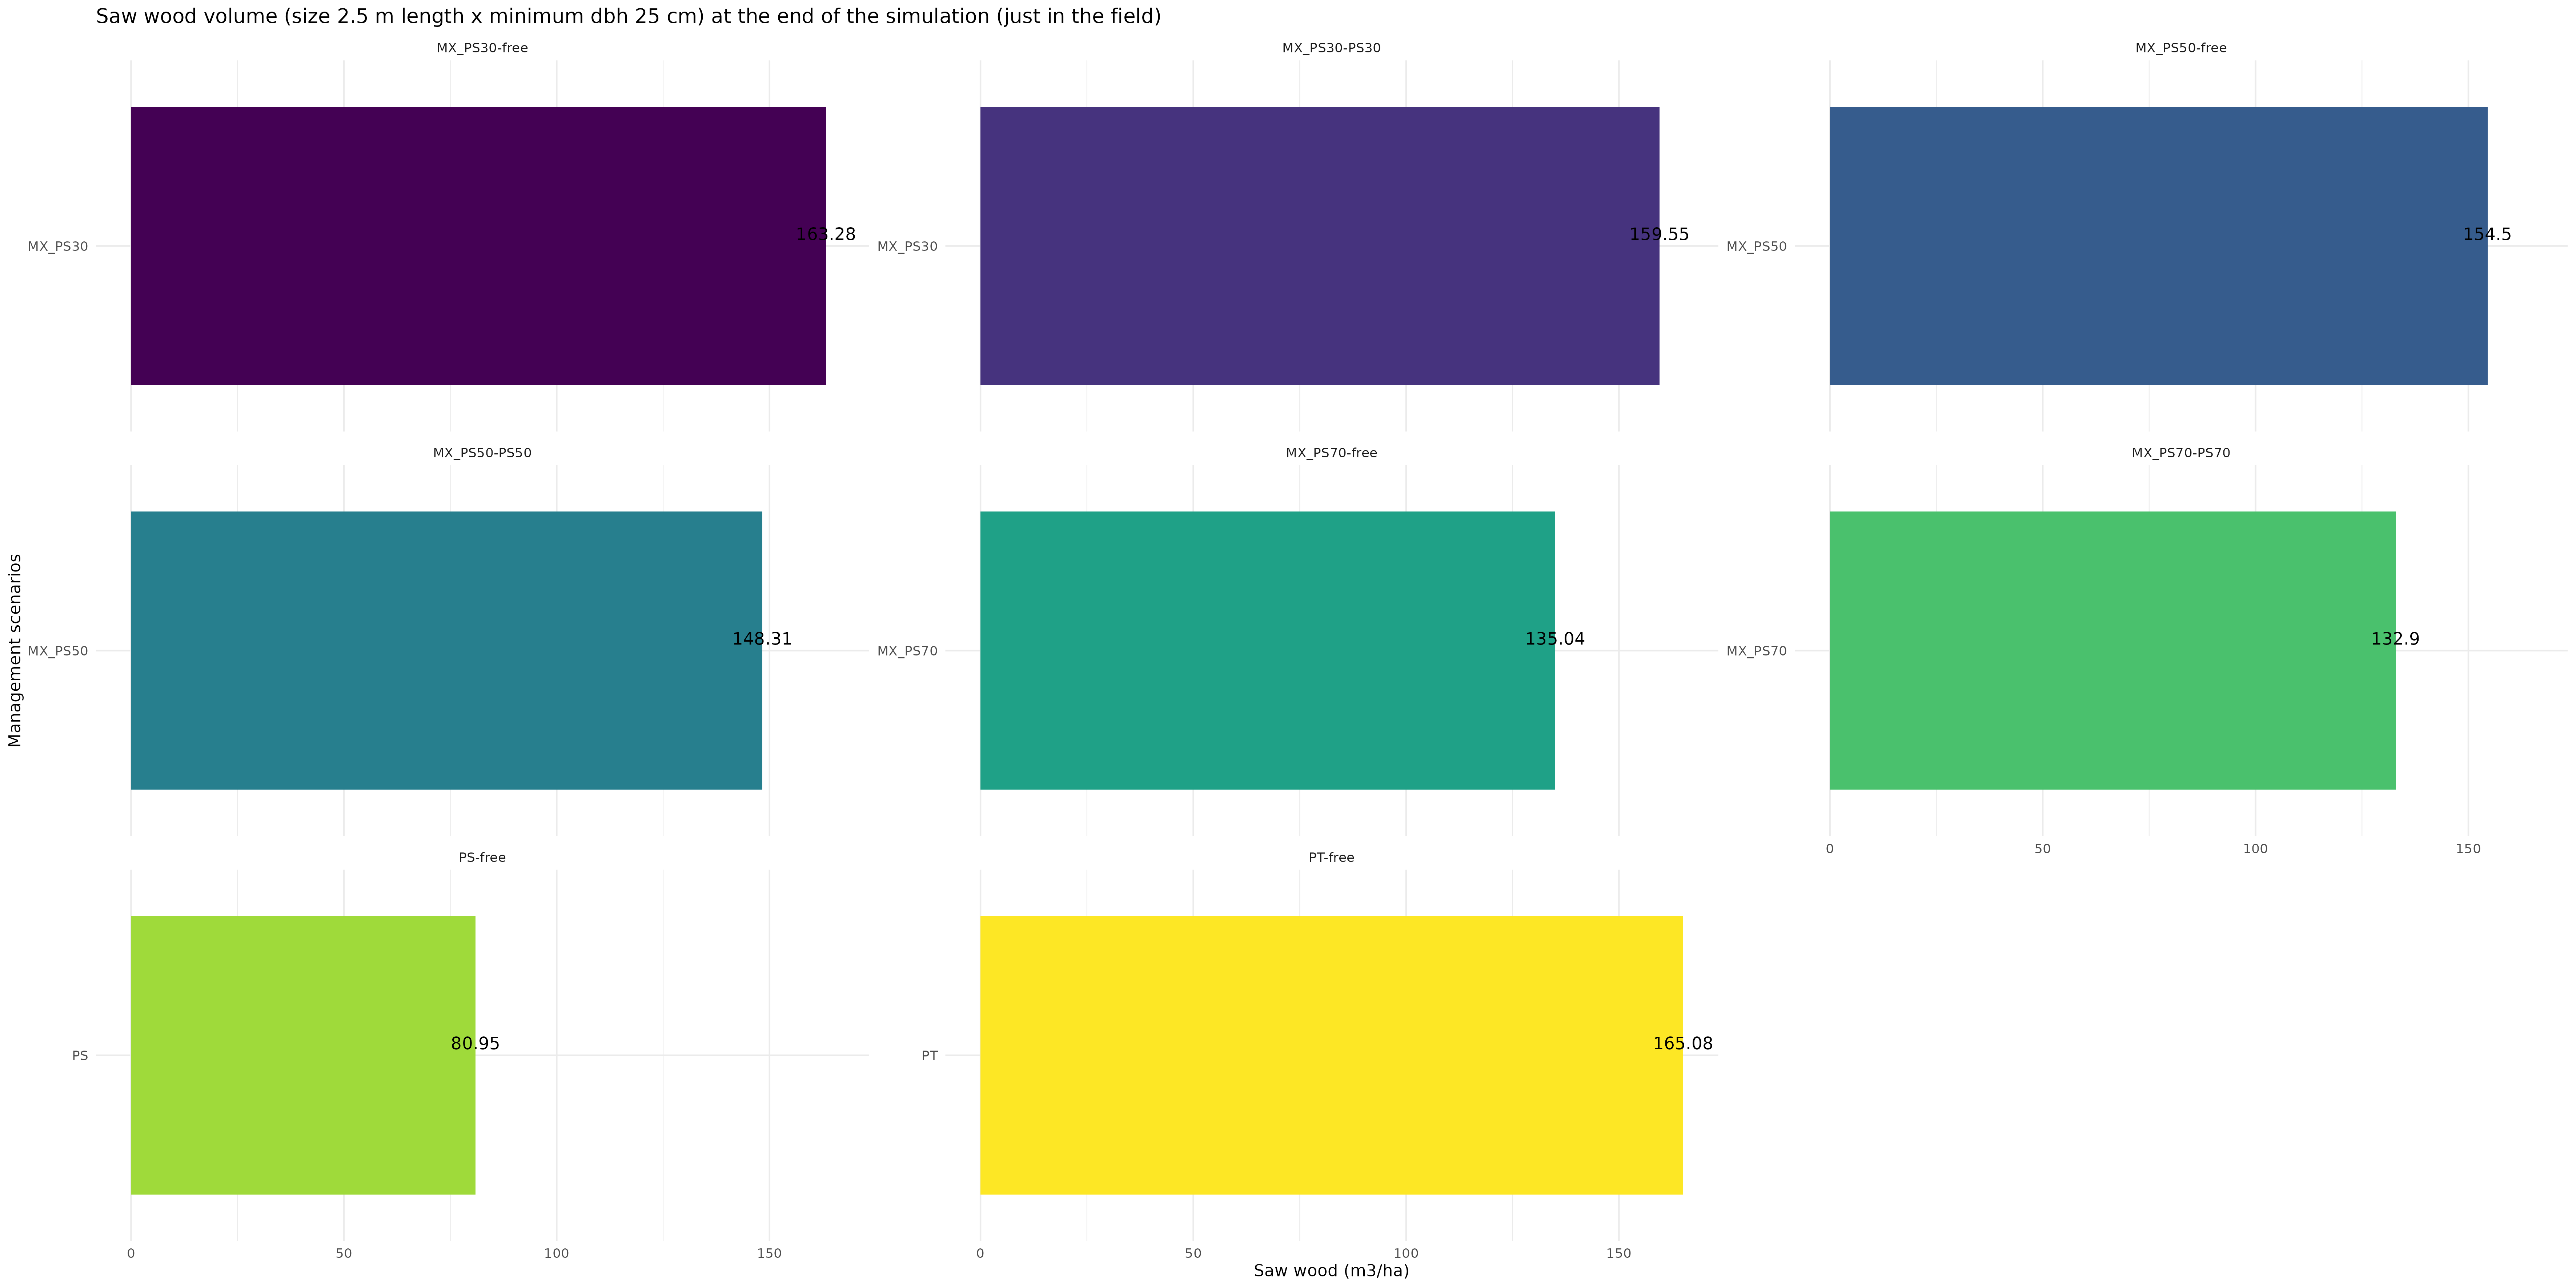 Saw wood volume (size 2.5 m length x minimum dbh 25 cm) at the end of the simulation (just in the field)
MX_PS30-free
MX_PS30-PS30
MX_PS50-free
MX_PS30
163.28
MX_PS30
159.55
MX_PS50
154.5
MX_PS50-PS50
MX_PS70-free
MX_PS70-PS70
Management scenarios
MX_PS50
148.31
MX_PS70
135.04
MX_PS70
132.9
0
50
100
150
PS-free
PT-free
PS
80.95
PT
165.08
0
50
100
150
0
50
100
150
Saw wood (m3/ha)